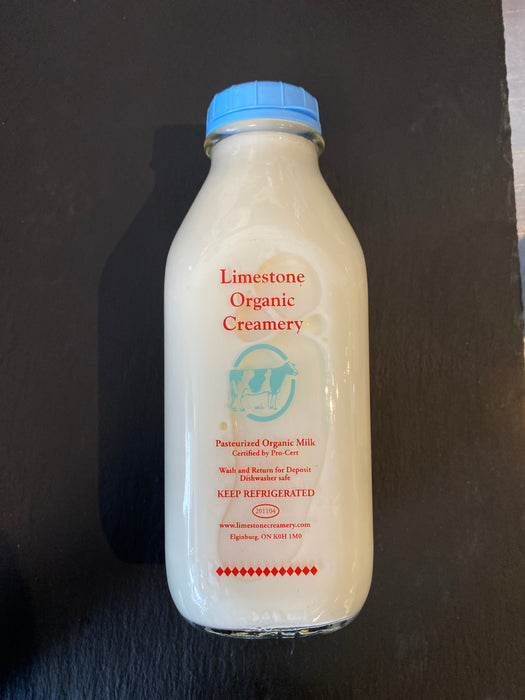 Limestone
Organic
Creamery
Pasteurized Organic Milk
Certified by Pro-Cert
Wash and Return for Deposit
Dishwasher safe
KEEP REFRIGERATED
201104
www.limestonecreamery.com
Elginburg, ON K0H 1M0